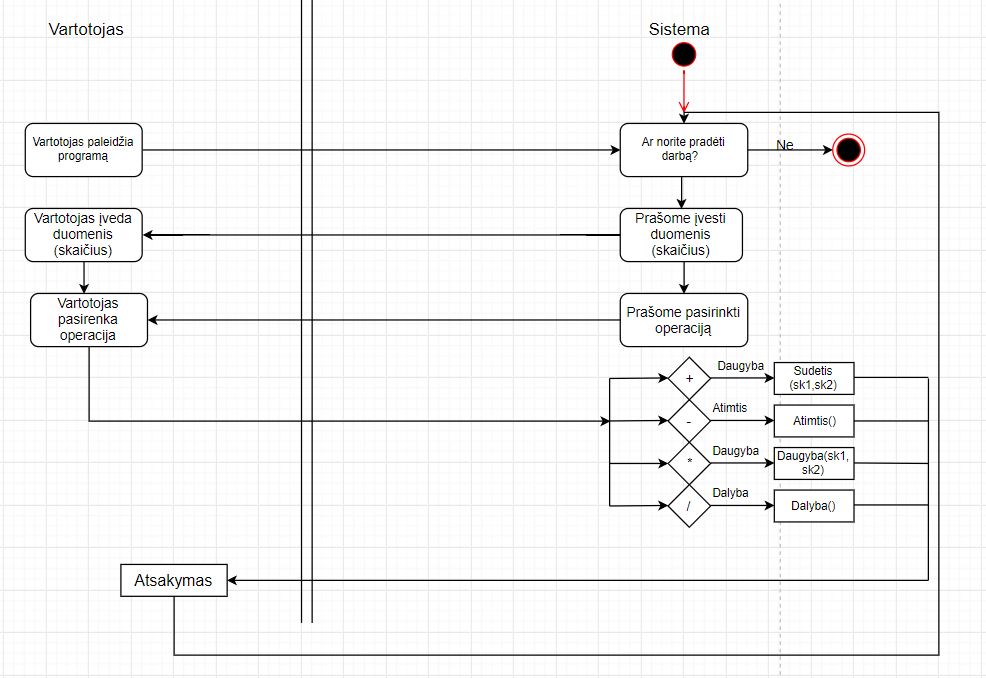 Vartotojas
Sistema
Vartotojas paleidžia
programą
Ar norite pradėti
darbą?
Ne
Vartotojas įveda
duomenis
(skaičius)
Prašome įvesti
duomenis
(skaičius)
Vartotojas
pasirenka
operacija
Prašome pasirinkti
operaciją
+
Daugyba
Sudetis
(sk1,sk2)
-
Atimtis
Atimtis()
*
Daugyba
Daugyba(sk1,
sk2)
/
Dalyba
Dalyba()
Atsakymas